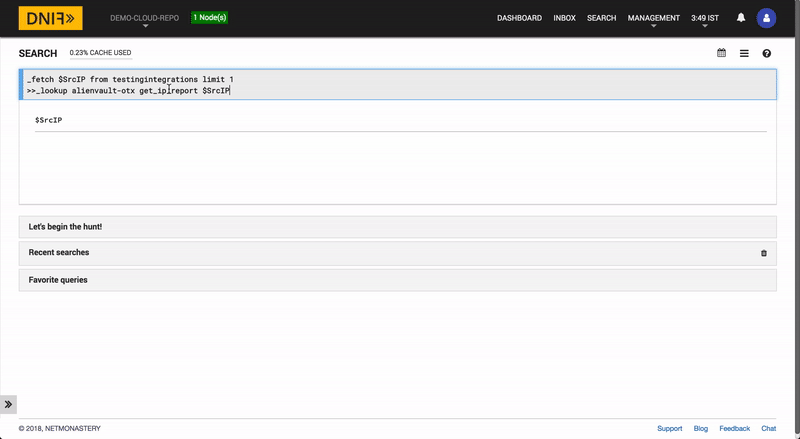 DNIF»
DEMO-CLOUD-REPO
1 Node(s)
DASHBOARD INBOX SEARCH MANAGEMENT 3:49 IST
SEARCH 0.23% CACHE USED
_fetch $SrcIP from testingintegrations limit 1
>>_lookup alienvault-otx get_ip_report $SrcIP
$SrcIP
Let's begin the hunt!
Recent searches
Favorite queries
© 2018, NETMONASTERY
Support Blog Feedback Chat